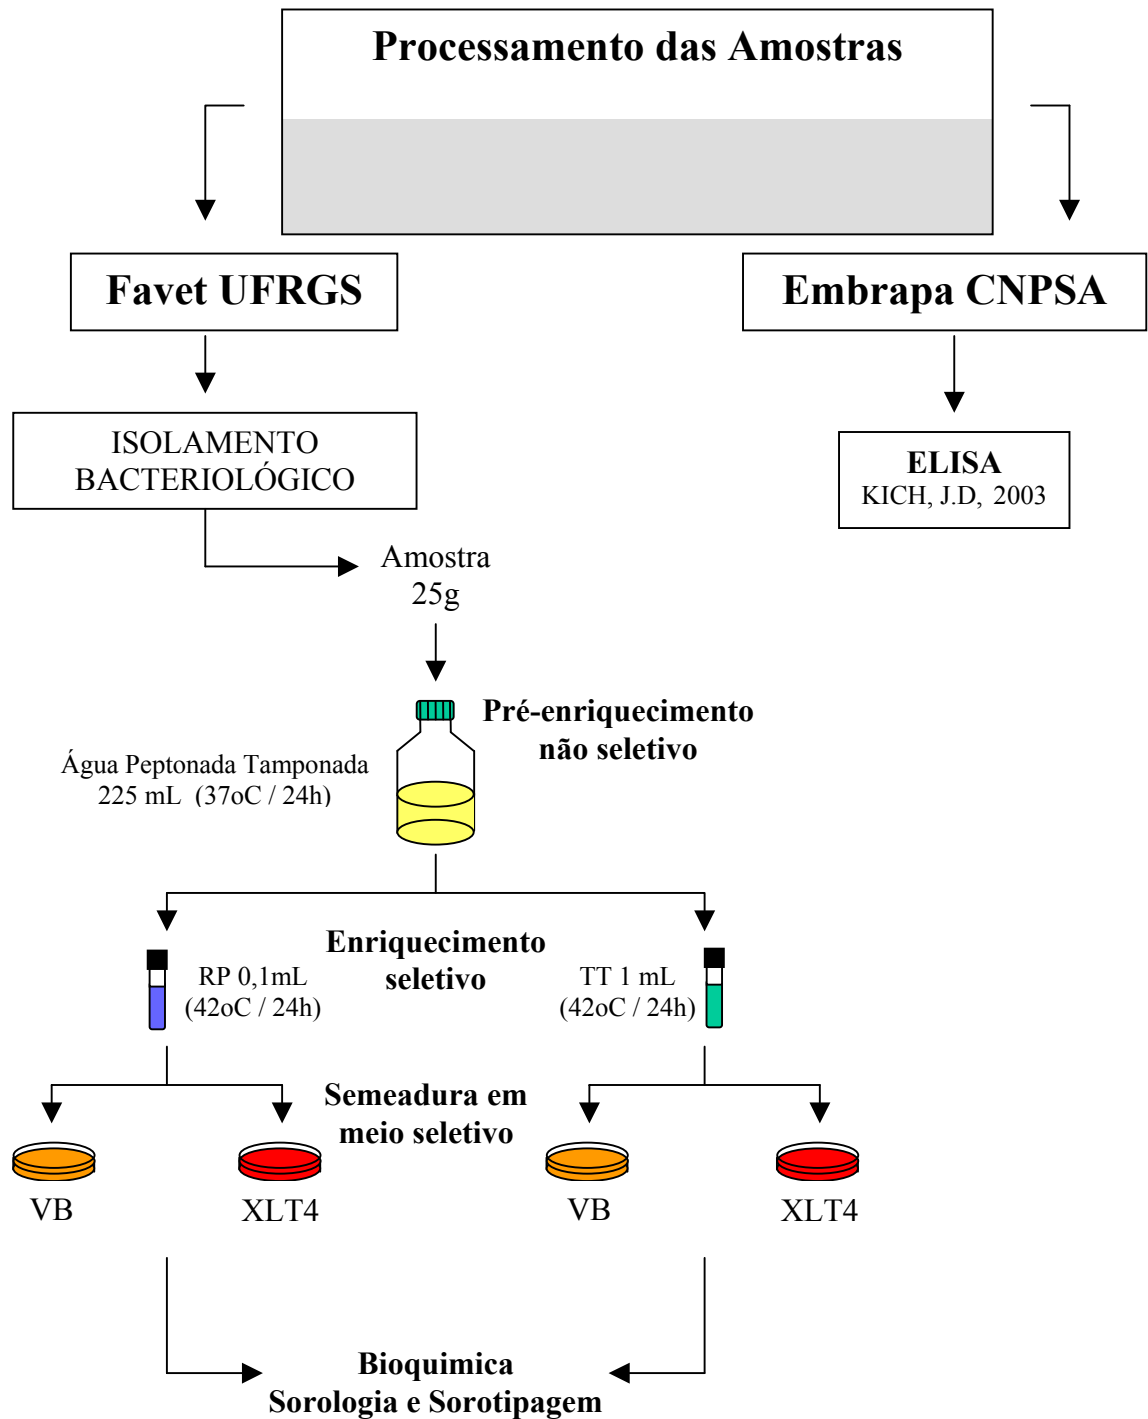 Processamento das Amostras
Favet UFRGS
Embrapa CNPSA
ISOLAMENTO
BACTERIOLÓGICO
ELISA
KICH, J.D, 2003
Amostra
25g
Pré-enriquecimento
não seletivo
Água Peptonada Tamponada
225 mL (37oC / 24h)
Enriquecimento
seletivo
RP 0,1mL
(42oC / 24h)
TT 1 mL
(42oC / 24h)
Semeadura em
meio seletivo
VB
XLT4
VB
XLT4
Bioquimica
Sorologia e Sorotipagem